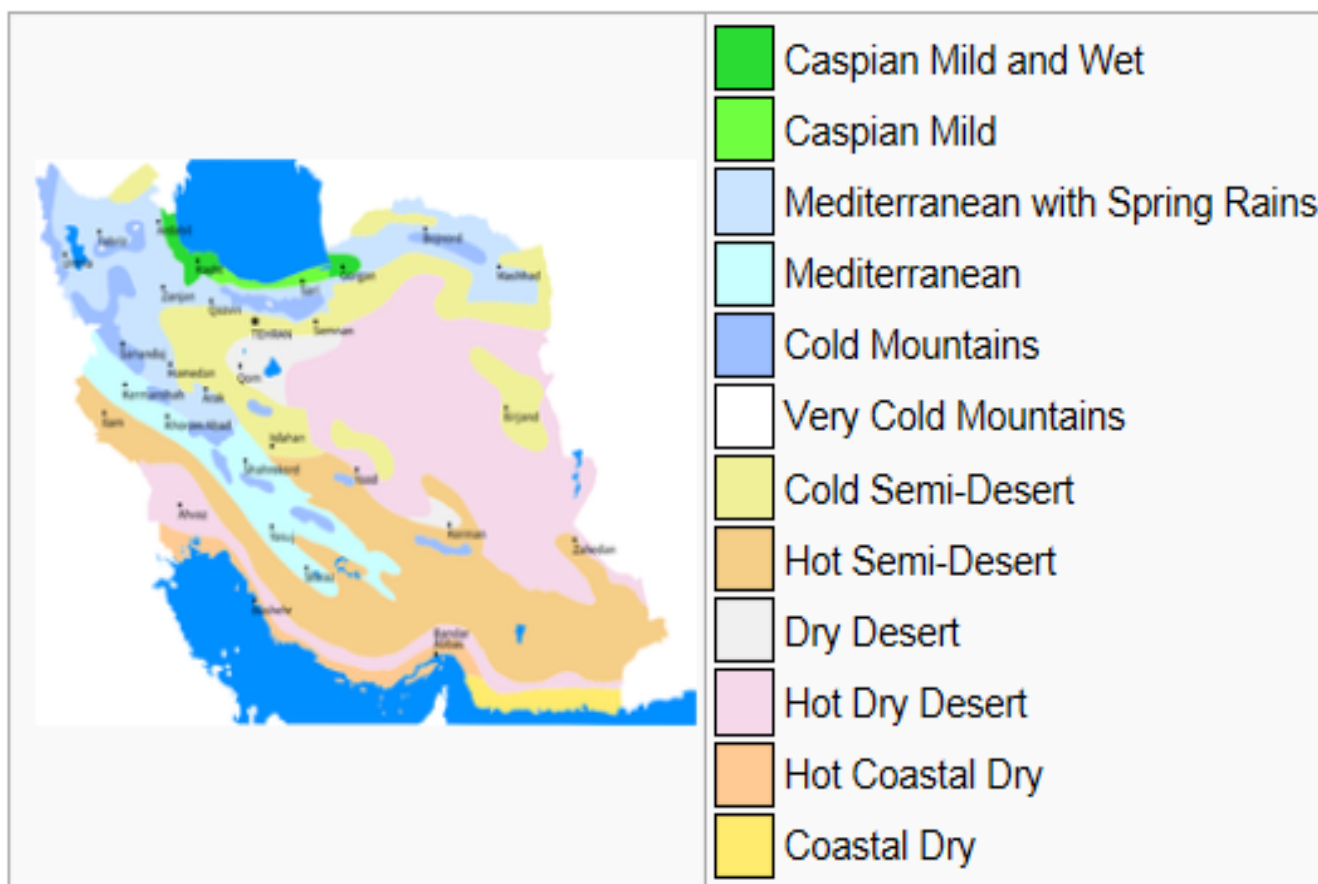 Ardabil
Tabriz
Urmia
Rasht
Bojnord
Gorgan
Mashhad
Sari
Zanjan
Qazvin
TEHRAN
Semnan
Sanandaj
Hamedan
Qom
Kermanshah
Arak
Birjand
Ilam
Khoram Abad
Isfahan
Shahrekord
Yazd
Ahvaz
Kerman
Yasuj
Zahedan
Shiraz
Bushehr
Bandar
Abbas
Caspian Mild and Wet
Caspian Mild
Mediterranean with Spring Rains
Mediterranean
Cold Mountains
Very Cold Mountains
Cold Semi-Desert
Hot Semi-Desert
Dry Desert
Hot Dry Desert
Hot Coastal Dry
Coastal Dry